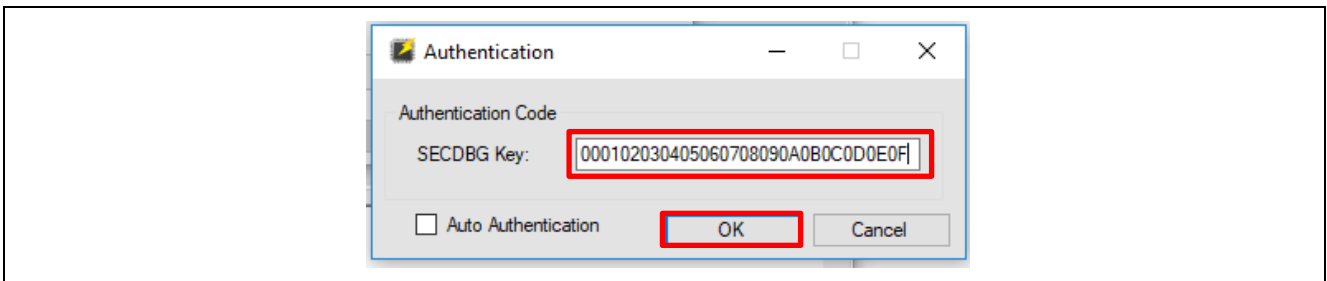 Authentication
Authentication Code
SECDBG Key: 000102030405060708090A0B0C0D0E0F
Auto Authentication OK Cancel